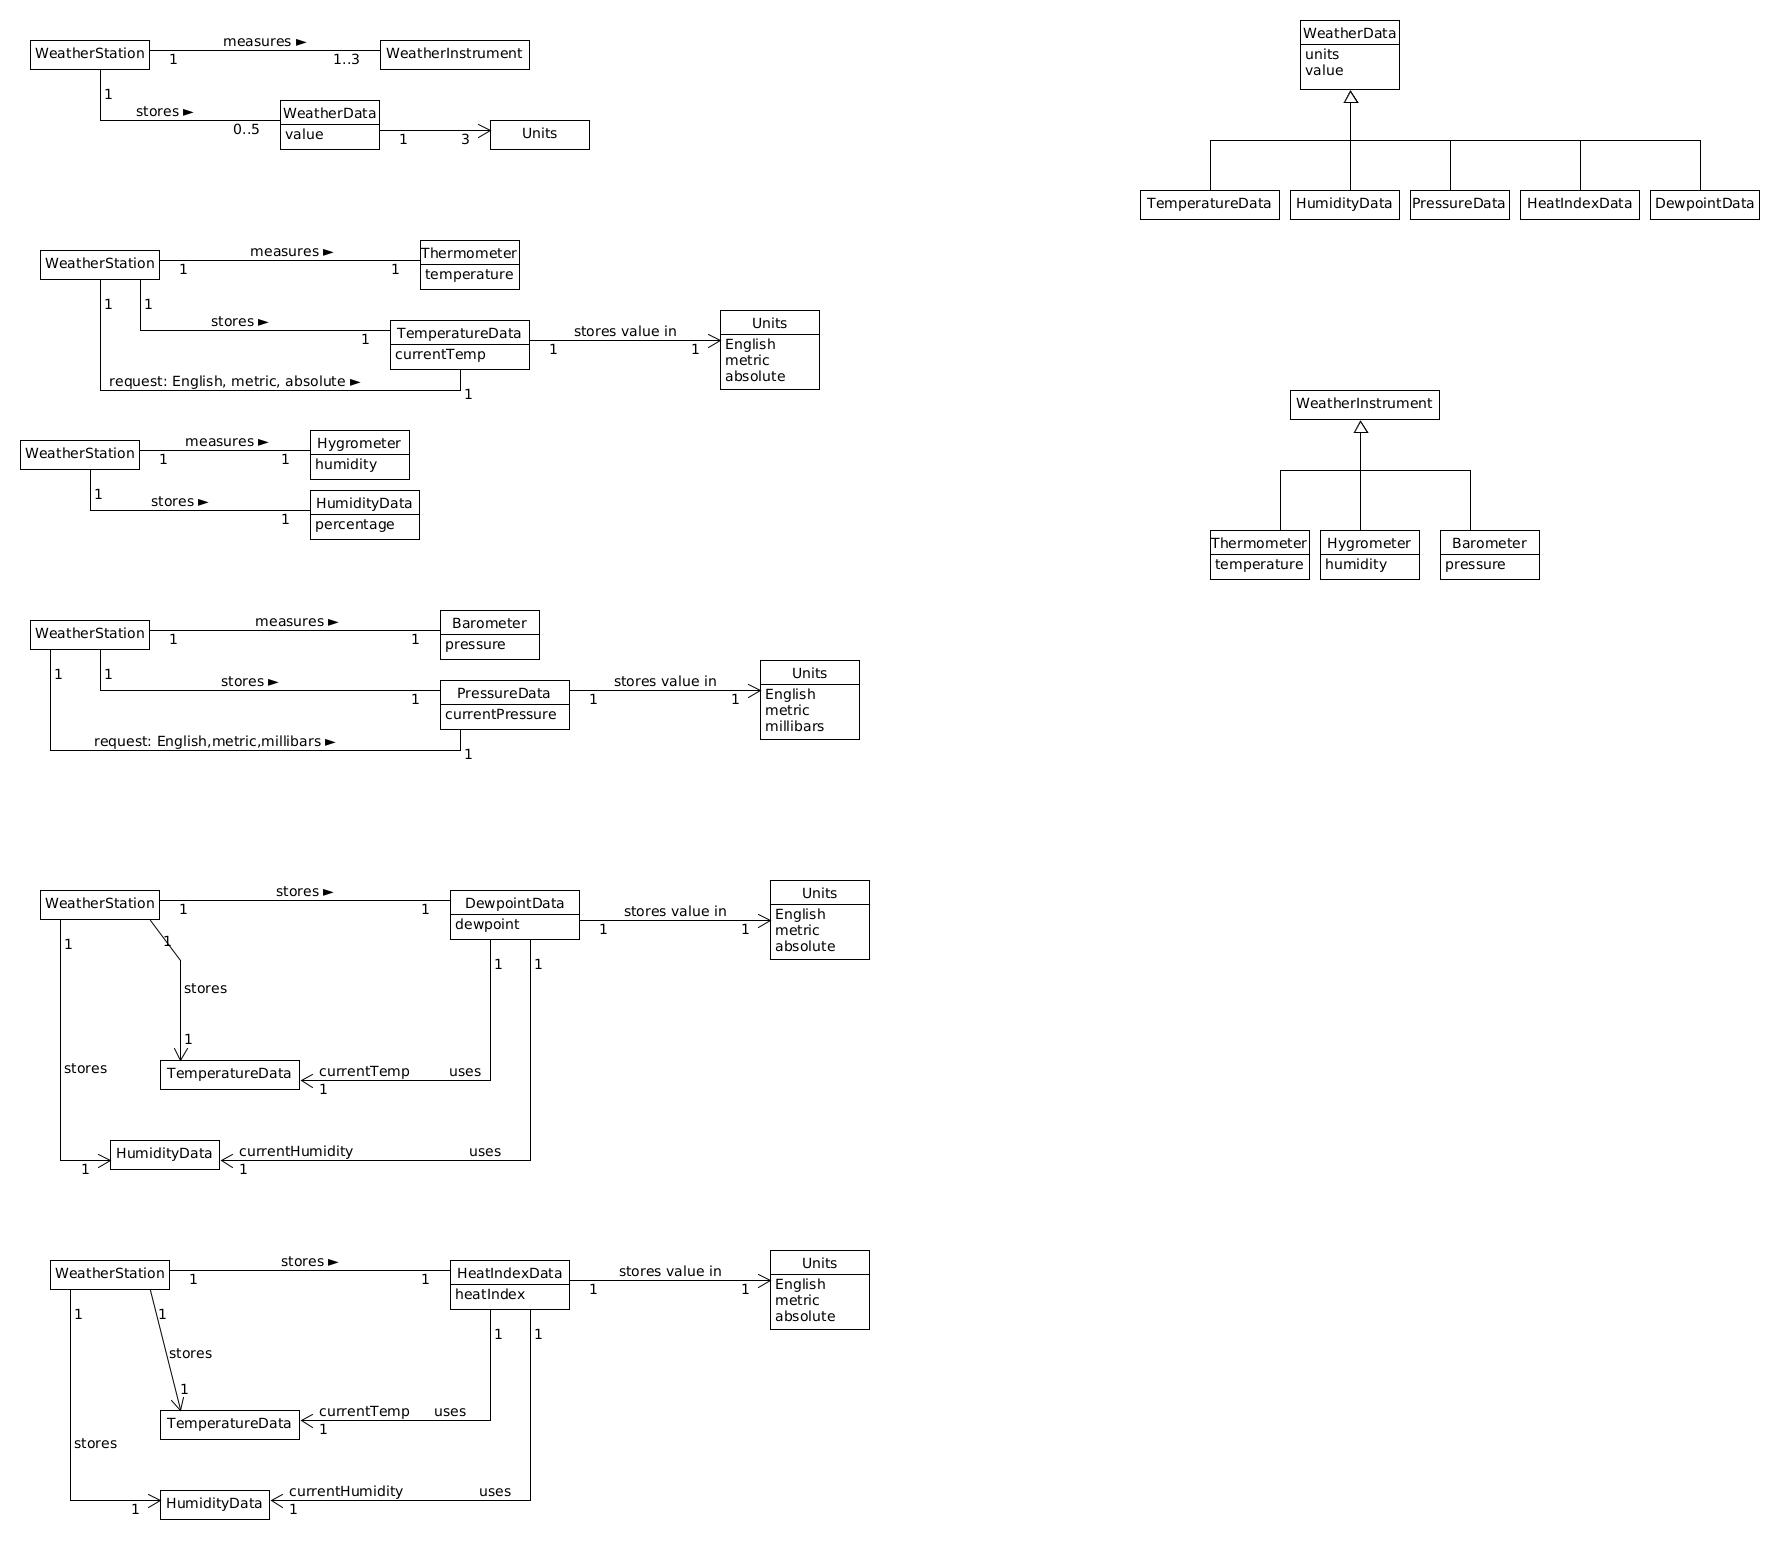 WeatherStation
measures ►
1
1..3
WeatherInstrument
1
stores ►
0..5
WeatherData
value
1
3
Units
WeatherStation
measures ►
1
1
Thermometer
temperature
1
1
stores ►
1
TemperatureData
currentTemp
stores value in
1
1
Units
English
metric
absolute
request: English, metric, absolute ►
1
WeatherStation
measures ►
1
1
Hygrometer
humidity
1
stores ►
1
HumidityData
percentage
WeatherStation
measures ►
1
1
Barometer
pressure
1
1
stores ►
1
PressureData
currentPressure
stores value in
1
1
Units
English
metric
millibars
request: English,metric,millibars ►
1
WeatherStation
stores ►
1
1
DewpointData
dewpoint
stores value in
1
1
Units
English
metric
absolute
1
1
1
1
stores
1
stores
TemperatureData
currentTemp
uses
1
HumidityData
currentHumidity
uses
1
1
WeatherStation
stores ►
1
1
HeatIndexData
heatIndex
stores value in
1
1
Units
English
metric
absolute
1
1
1
1
stores
1
TemperatureData
currentTemp
uses
1
stores
HumidityData
currentHumidity
uses
1
1
WeatherData
units
value
TemperatureData
HumidityData
PressureData
HeatIndexData
DewpointData
WeatherInstrument
Thermometer
temperature
Hygrometer
humidity
Barometer
pressure